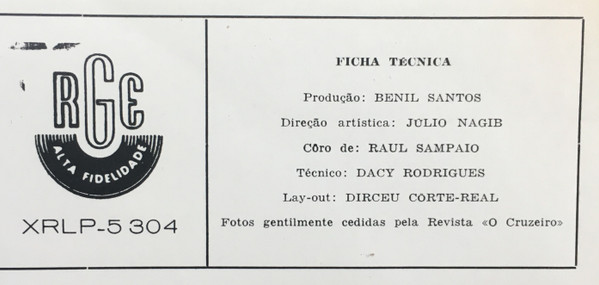 RGE
ALTA FIDELIDADE
XRLP-5 304
FICHA TÉCNICA
Produção: BENIL SANTOS
Direção artística: JÚLIO NAGIB
Côro de: RAUL SAMPAIO
Técnico: DACY RODRIGUES
Lay-out: DIRCEU CÔRTE-REAL
Fotos gentilmente cedidas pela Revista «O Cruzeiro»